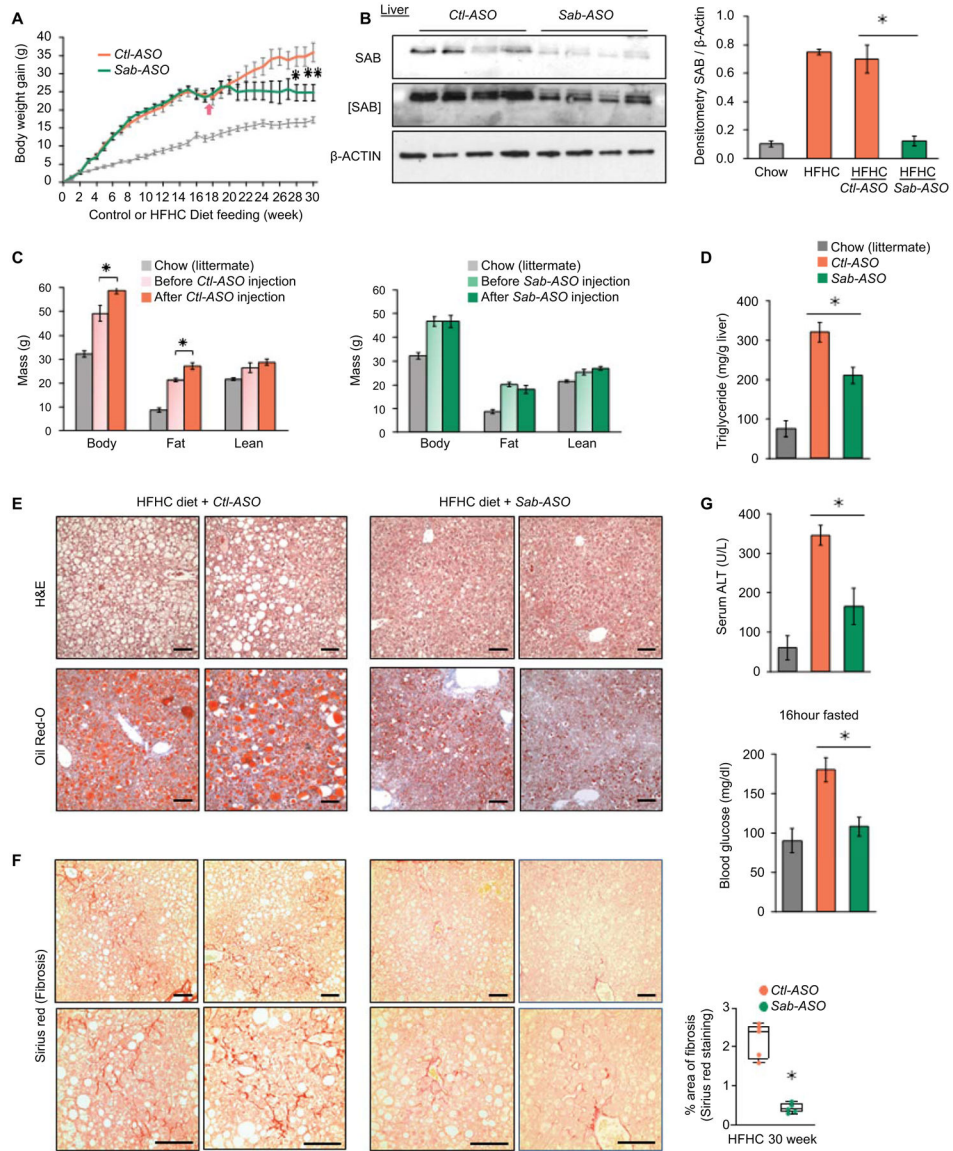 A
Body weight gain (g)
40
35
30
25
20
15
10
5
0
Ctl-ASO
Sab-ASO
* **
0 2 4 6 8 10 12 14 16 18 20 22 24 26 28 30
Control or HFHC Diet feeding (week)
B
Liver
Ctl-ASO
Sab-ASO
SAB
[SAB]
β-ACTIN
Densitometry SAB / β-Actin
0.8
0.6
0.4
0.2
0.0
*
Chow HFHC HFHC HFHC
Ctl-ASO Sab-ASO
C
Chow (littermate)
Before Ctl-ASO injection
After Ctl-ASO injection
Mass (g)
60
50
40
30
20
10
0
*
*
Body Fat Lean
Chow (littermate)
Before Sab-ASO injection
After Sab-ASO injection
Mass (g)
60
50
40
30
20
10
0
Body Fat Lean
D
Chow (littermate)
Ctl-ASO
Sab-ASO
Triglyceride (mg/g liver)
400
300
200
100
0
*
E
HFHC diet + Ctl-ASO
HFHC diet + Sab-ASO
H&E
Oil Red-O
G
Serum ALT (U/L)
400
300
200
100
0
*
16hour fasted
Blood glucose (mg/dl)
200
150
100
50
0
*
F
Sirius red (Fibrosis)
Ctl-ASO
Sab-ASO
% area of fibrosis
(Sirius red staining)
3
2
1
0
*
HFHC 30 week